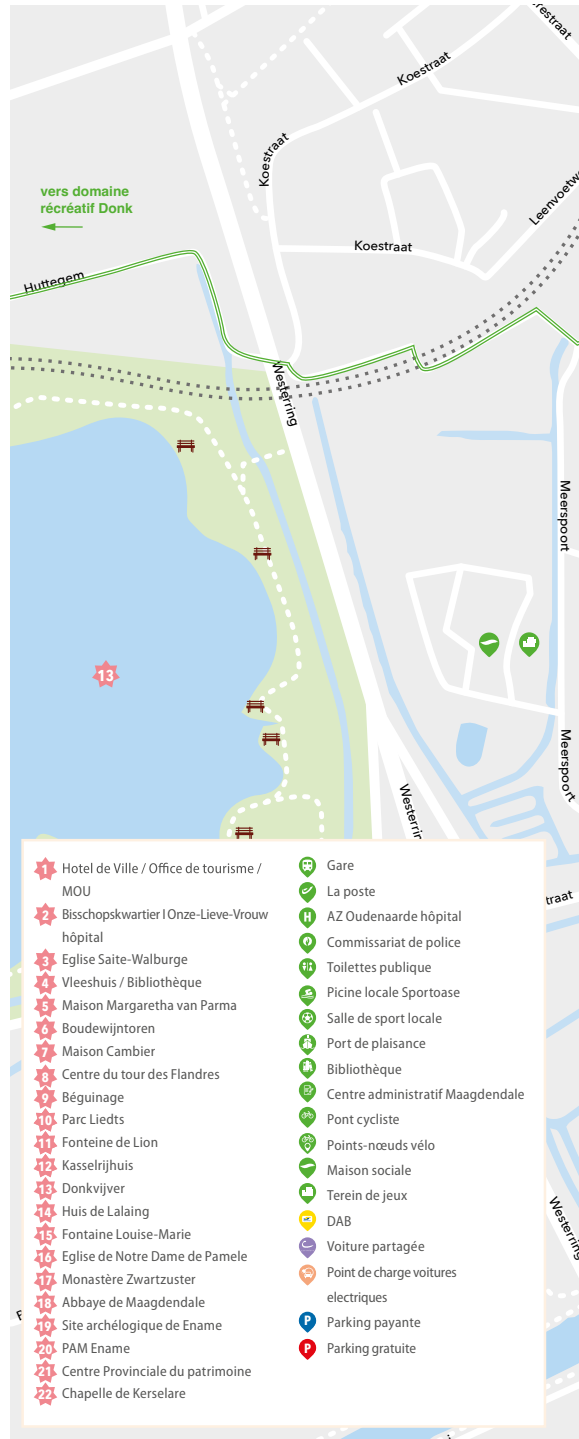 erestraat
Koestraat
Koestraat
Leenvoetw
vers domaine
récréatif Donk
Koestraat
Huttegem
Westerring
Meerspoort
13
Meerspoort
Westerrin
traat
Westerring
1 Hotel de Ville / Office de tourisme /
MOU
2 Bisschopskwartier l Onze-Lieve-Vrouw
hôpital
3 Eglise Saite-Walburge
4 Vleeshuis / Bibliothèque
5 Maison Margaretha van Parma
6 Boudewijntoren
7 Maison Cambier
8 Centre du tour des Flandres
9 Béguinage
10 Parc Liedts
11 Fonteine de Lion
12 Kasselrijhuis
13 Donkvijver
14 Huis de Lalaing
15 Fontaine Louise-Marie
16 Eglise de Notre Dame de Pamele
17 Monastère Zwartzuster
18 Abbaye de Maagdendale
19 Site archélogique de Ename
20 PAM Ename
21 Centre Provinciale du patrimoine
22 Chapelle de Kerselare
Gare
La poste
H AZ Oudenaarde hôpital
Commissariat de police
Toilettes publique
Picine locale Sportoase
Salle de sport locale
Port de plaisance
Bibliothèque
Centre administratif Maagdendale
Pont cycliste
Points-nœuds vélo
Maison sociale
Terein de jeux
DAB
Voiture partagée
Point de charge voitures
electriques
P Parking payante
P Parking gratuite